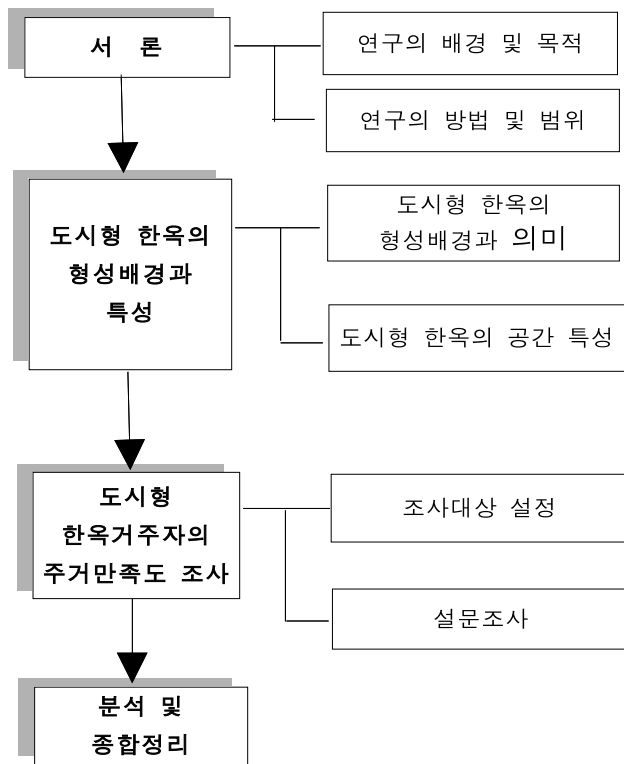 서 론
연구의 배경 및 목적
연구의 방법 및 범위
도시형 한옥의
형성배경과
특성
도시형 한옥의
형성배경과 의미
도시형 한옥의 공간 특성
도시형
한옥거주자의
주거만족도 조사
조사대상 설정
설문조사
분석 및
종합정리